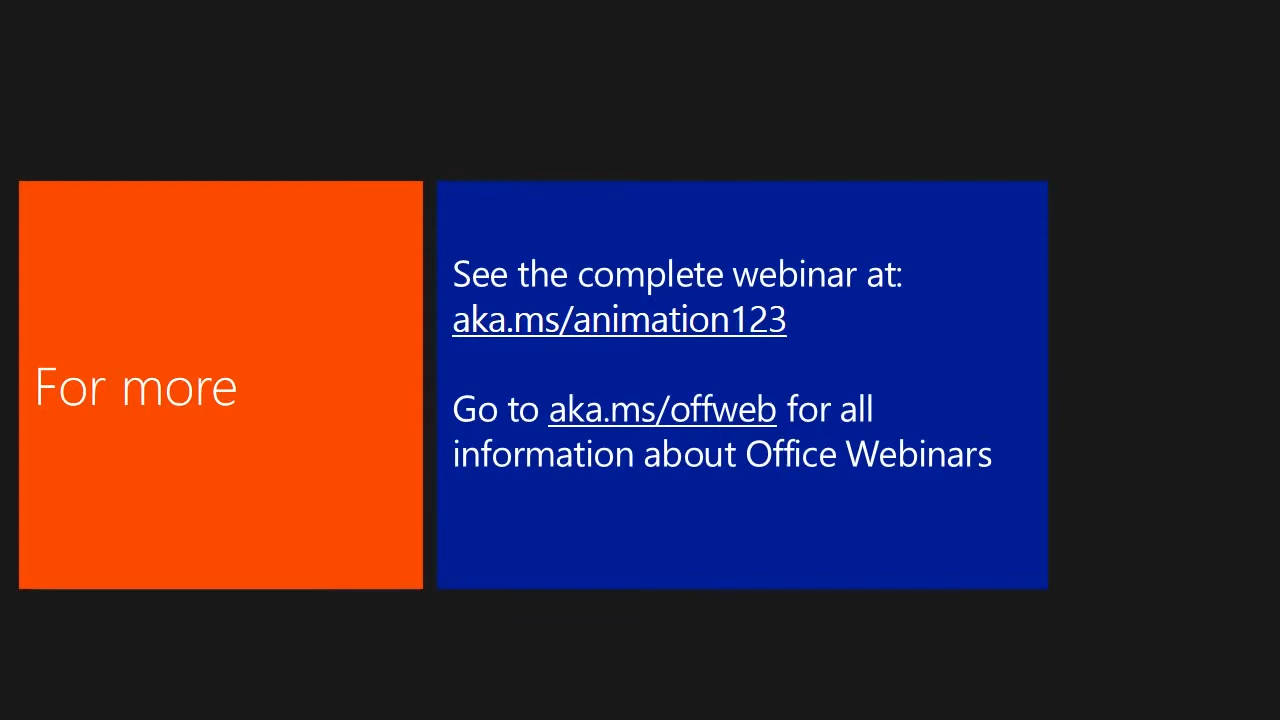 For more
See the complete webinar at:
aka.ms/animation123
Go to aka.ms/offweb for all
information about Office Webinars